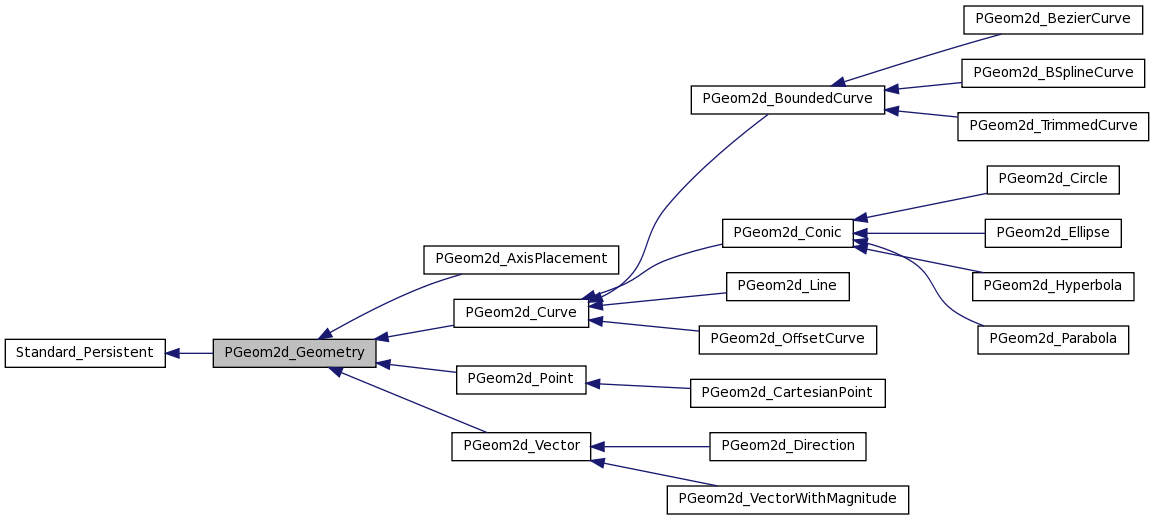 PGeom2d_BezierCurve
PGeom2d_BSplineCurve
PGeom2d_BoundedCurve
PGeom2d_TrimmedCurve
PGeom2d_Circle
PGeom2d_Conic
PGeom2d_Ellipse
PGeom2d_AxisPlacement
PGeom2d_Line
PGeom2d_Hyperbola
PGeom2d_Curve
PGeom2d_OffsetCurve
PGeom2d_Parabola
Standard_Persistent
PGeom2d_Geometry
PGeom2d_Point
PGeom2d_CartesianPoint
PGeom2d_Vector
PGeom2d_Direction
PGeom2d_VectorWithMagnitude